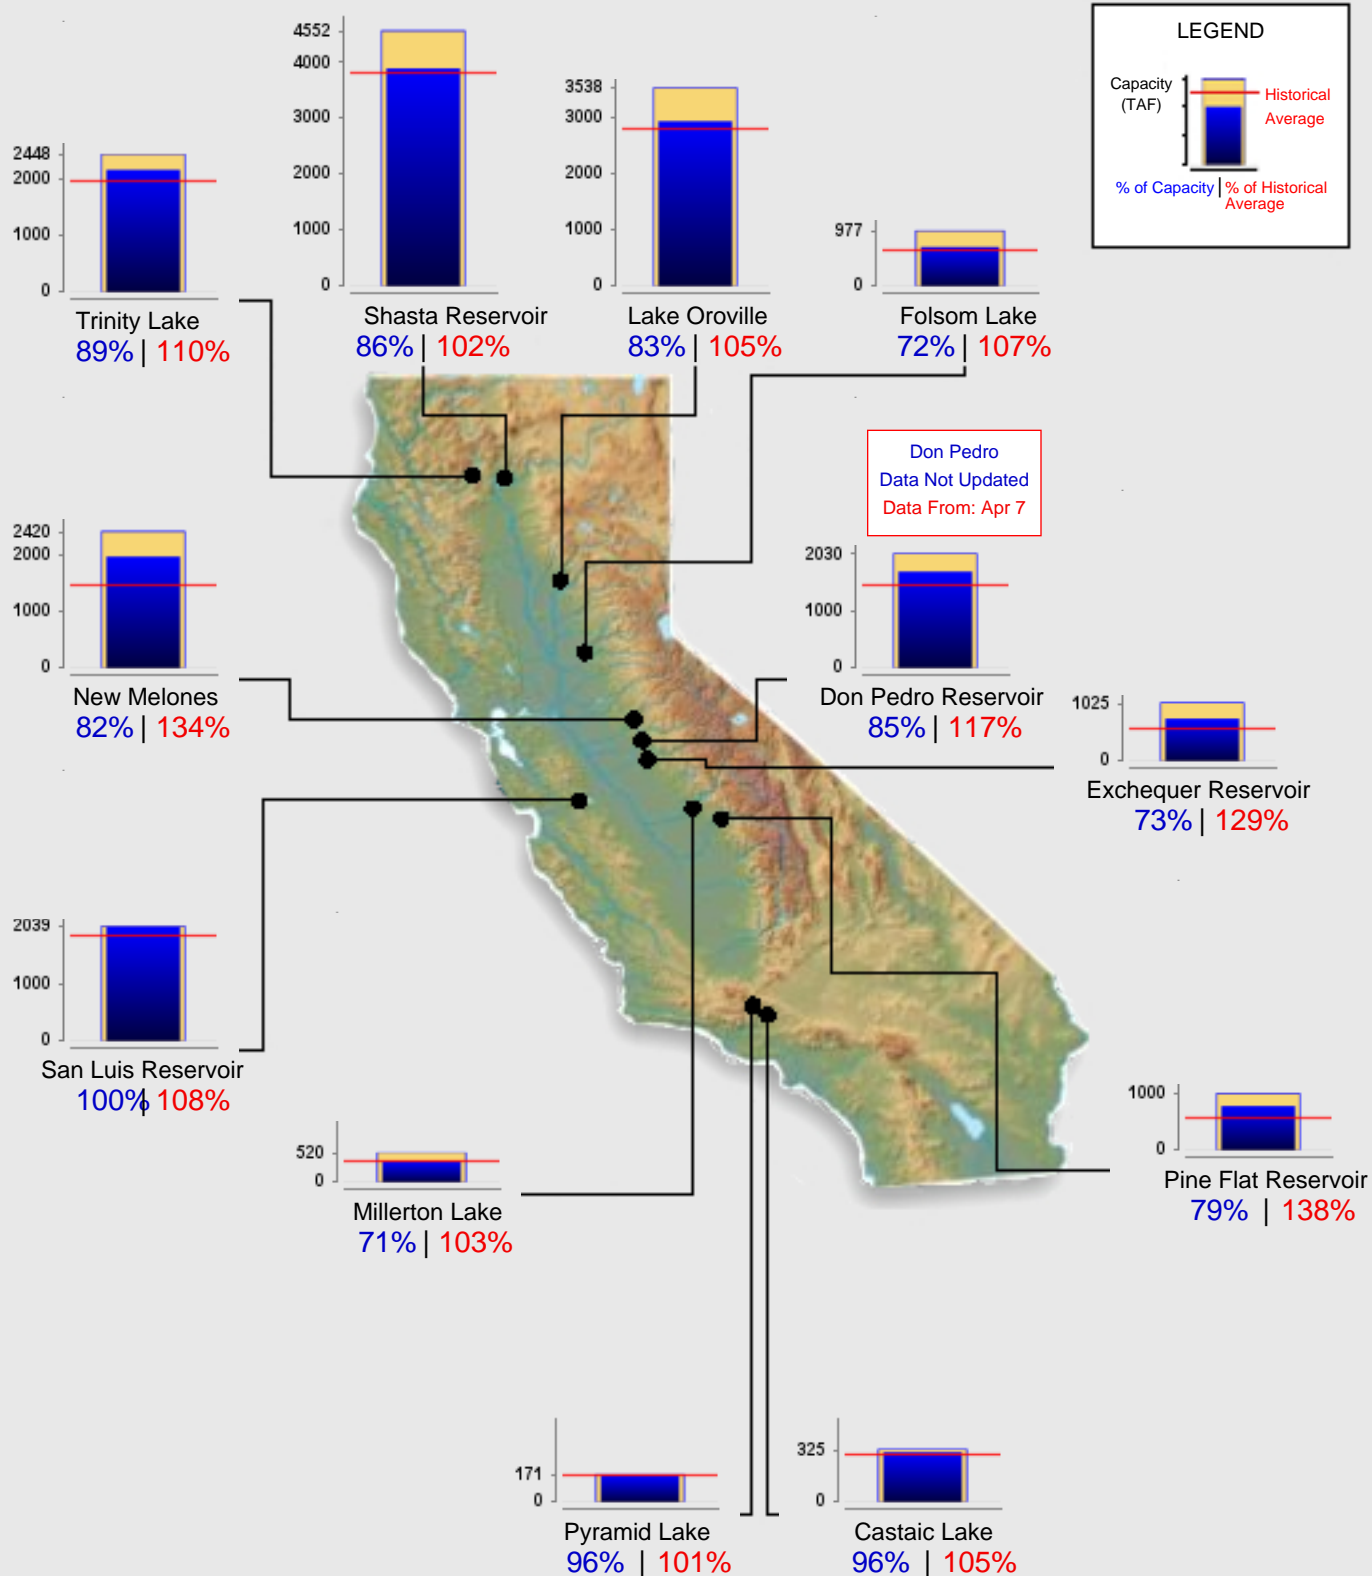 LEGEND
Capacity
(TAF)
Historical
Average
% of Capacity | % of Historical
Average
4552
4000
3000
2000
1000
0
Shasta Reservoir
86% | 102%
3538
3000
2000
1000
0
Lake Oroville
83% | 105%
977
0
Folsom Lake
72% | 107%
2448
2000
1000
0
Trinity Lake
89% | 110%
Don Pedro
Data Not Updated
Data From: Apr 7
2420
2000
1000
0
New Melones
82% | 134%
2030
1000
0
Don Pedro Reservoir
85% | 117%
1025
0
Exchequer Reservoir
73% | 129%
2039
1000
0
San Luis Reservoir
100% | 108%
520
0
Millerton Lake
71% | 103%
1000
0
Pine Flat Reservoir
79% | 138%
171
0
Pyramid Lake
96% | 101%
325
0
Castaic Lake
96% | 105%